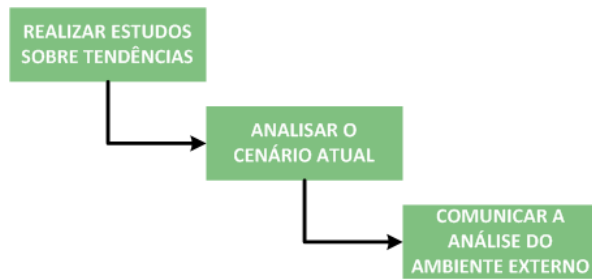 REALIZAR ESTUDOS
SOBRE TENDÊNCIAS
ANALISAR O
CENÁRIO ATUAL
COMUNICAR A
ANÁLISE DO
AMBIENTE EXTERNO